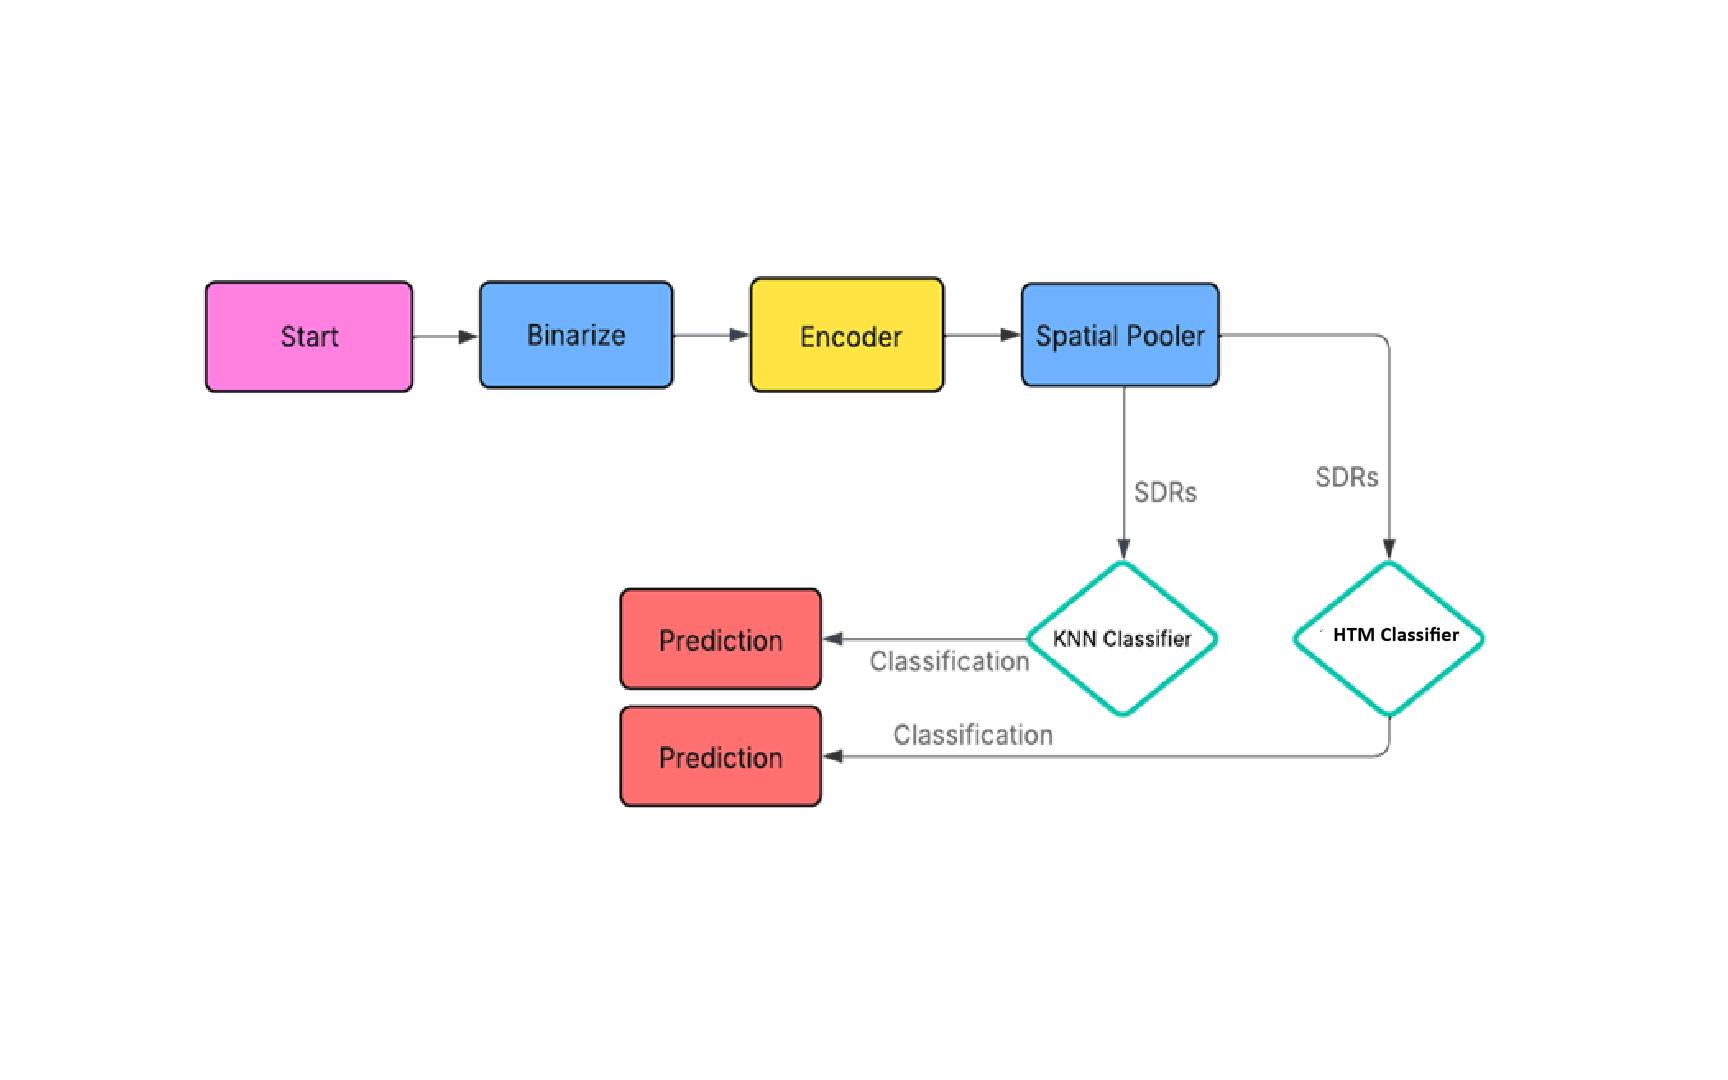 Start
Binarize
Encoder
Spatial Pooler
SDRs
SDRs
Prediction
Classification
KNN Classifier
HTM Classifier
Prediction
Classification